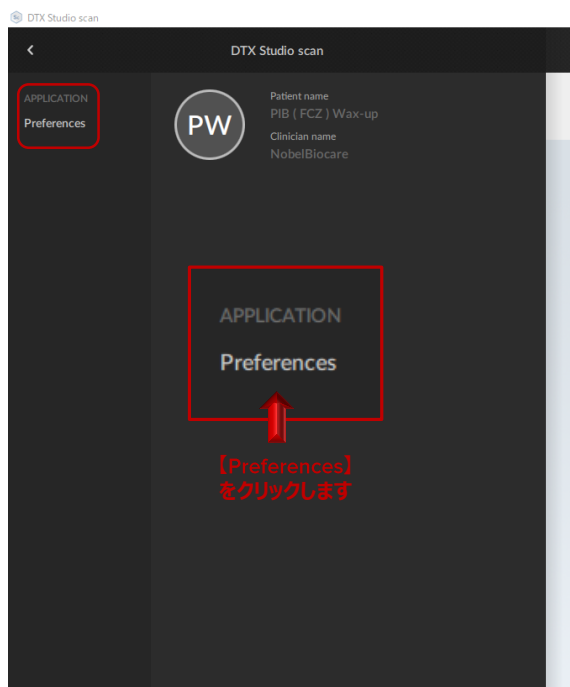 DTX Studio scan
DTX Studio scan
APPLICATION
Preferences
PW
Patient name
PIB ( FCZ ) Wax-up
Clinician name
NobelBiocare
APPLICATION
Preferences
【Preferences】
をクリックします